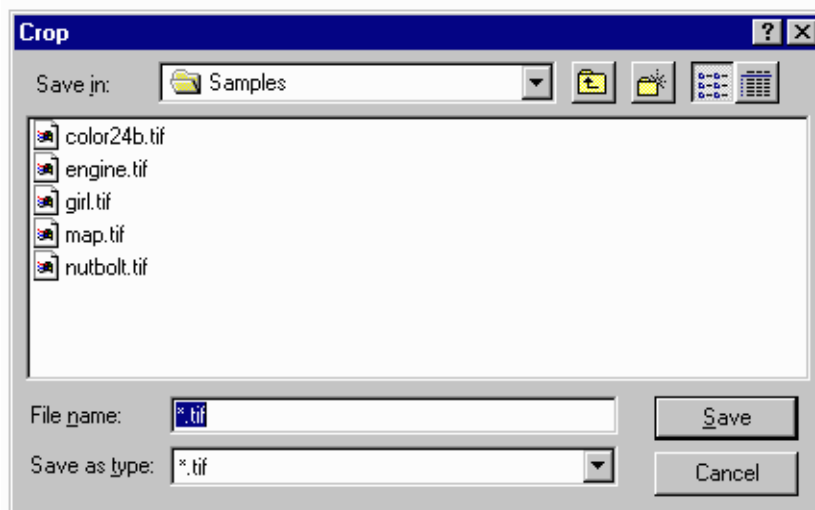 Crop
Save in: Samples
color24b.tif
engine.tif
girl.tif
map.tif
nutbolt.tif
File name: *.tif Save
Save as type: *.tif Cancel